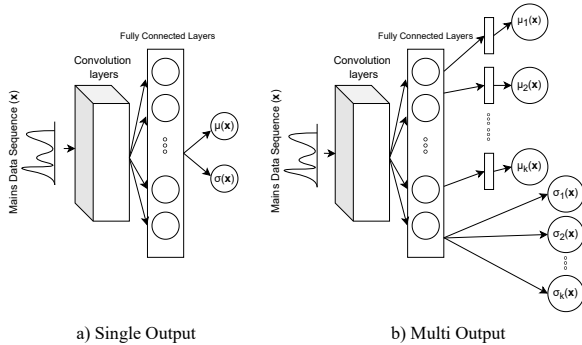 Fully Connected Layers
Convolution
layers
Mains Data Sequence (x)
μ(x)
σ(x)
a) Single Output
Fully Connected Layers
Convolution
layers
Mains Data Sequence (x)
μ1(x)
μ2(x)
μk(x)
σ1(x)
σ2(x)
σk(x)
b) Multi Output